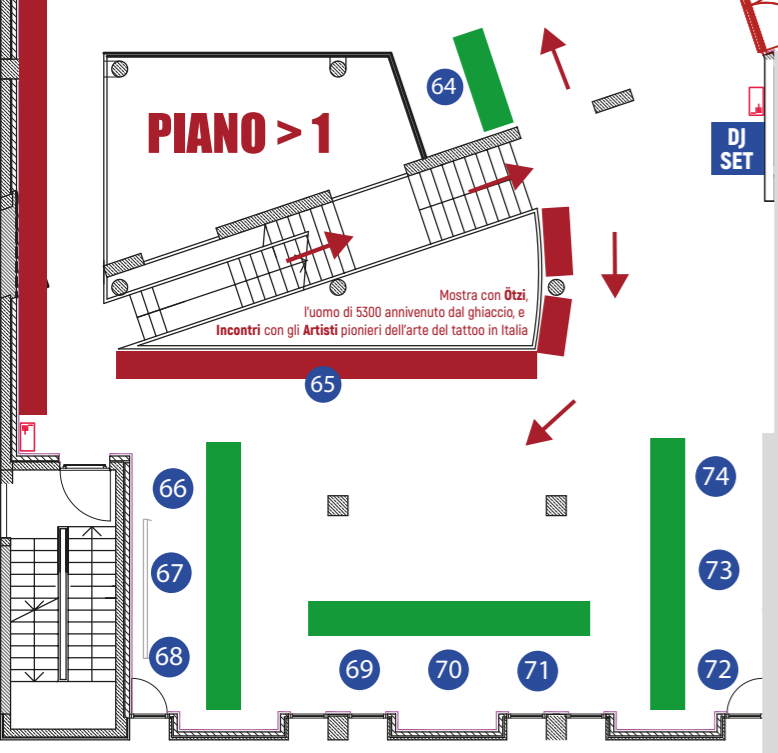 64
PIANO > 1
DJ
SET
Mostra con Ötzi,
l'uomo di 5300 annivenuto dal ghiaccio, e
Incontri con gli Artisti pionieri dell'arte del tattoo in Italia
65
66
74
67
73
68
69
70
71
72